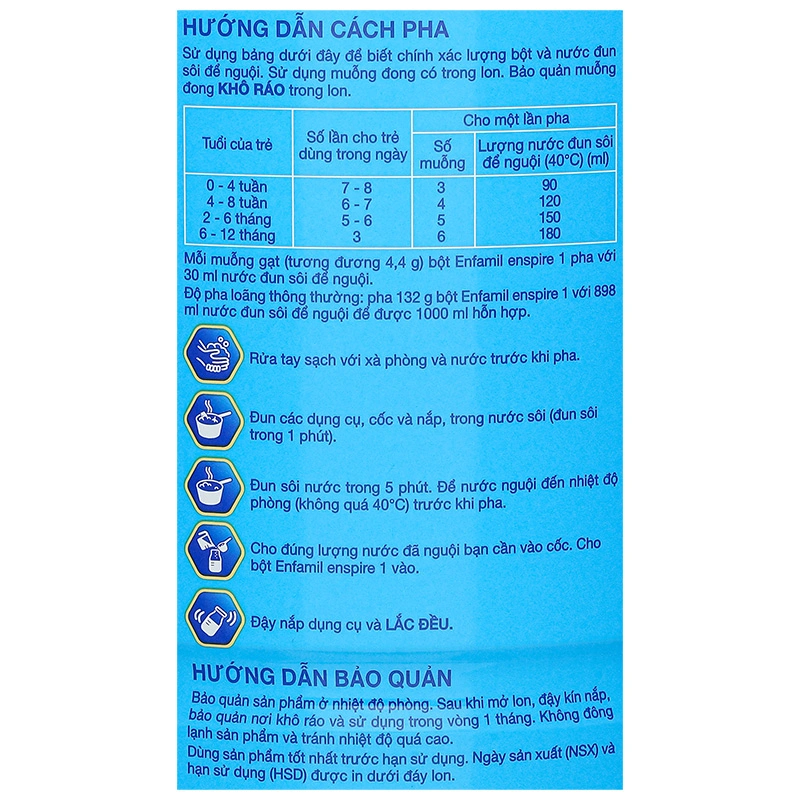 HƯỚNG DẪN CÁCH PHA
Sử dụng bảng dưới đây để biết chính xác lượng bột và nước đun
sôi để nguội. Sử dụng muỗng đong có trong lon. Bảo quản muỗng
đong KHÔ RÁO trong lon.
Tuổi của trẻ
Số lần cho trẻ
dùng trong ngày
Cho một lần pha
Số
muỗng
Lượng nước đun sôi
để nguội (40°C) (ml)
0 - 4 tuần 7 - 8 3 90
4 - 8 tuần 6 - 7 4 120
2 - 6 tháng 5 - 6 5 150
6 - 12 tháng 3 6 180
Mỗi muỗng gạt (tương đương 4,4 g) bột Enfamil enspire 1 pha với
30 ml nước đun sôi để nguội.
Độ pha loãng thông thường: pha 132 g bột Enfamil enspire 1 với 898
ml nước đun sôi để nguội để được 1000 ml hỗn hợp.
Rửa tay sạch với xà phòng và nước trước khi pha.
Đun các dụng cụ, cốc và nắp, trong nước sôi (đun sôi
trong 1 phút).
Đun sôi nước trong 5 phút. Để nước nguội đến nhiệt độ
phòng (không quá 40°C) trước khi pha.
Cho đúng lượng nước đã nguội bạn cần vào cốc. Cho
bột Enfamil enspire 1 vào.
Đậy nắp dụng cụ và LẮC ĐỀU.
HƯỚNG DẪN BẢO QUẢN
Bảo quản sản phẩm ở nhiệt độ phòng. Sau khi mở lon, đậy kín nắp,
bảo quản nơi khô ráo và sử dụng trong vòng 1 tháng. Không đông
lạnh sản phẩm và tránh nhiệt độ quá cao.
Dùng sản phẩm tốt nhất trước hạn sử dụng. Ngày sản xuất (NSX) và
hạn sử dụng (HSD) được in dưới đáy lon.